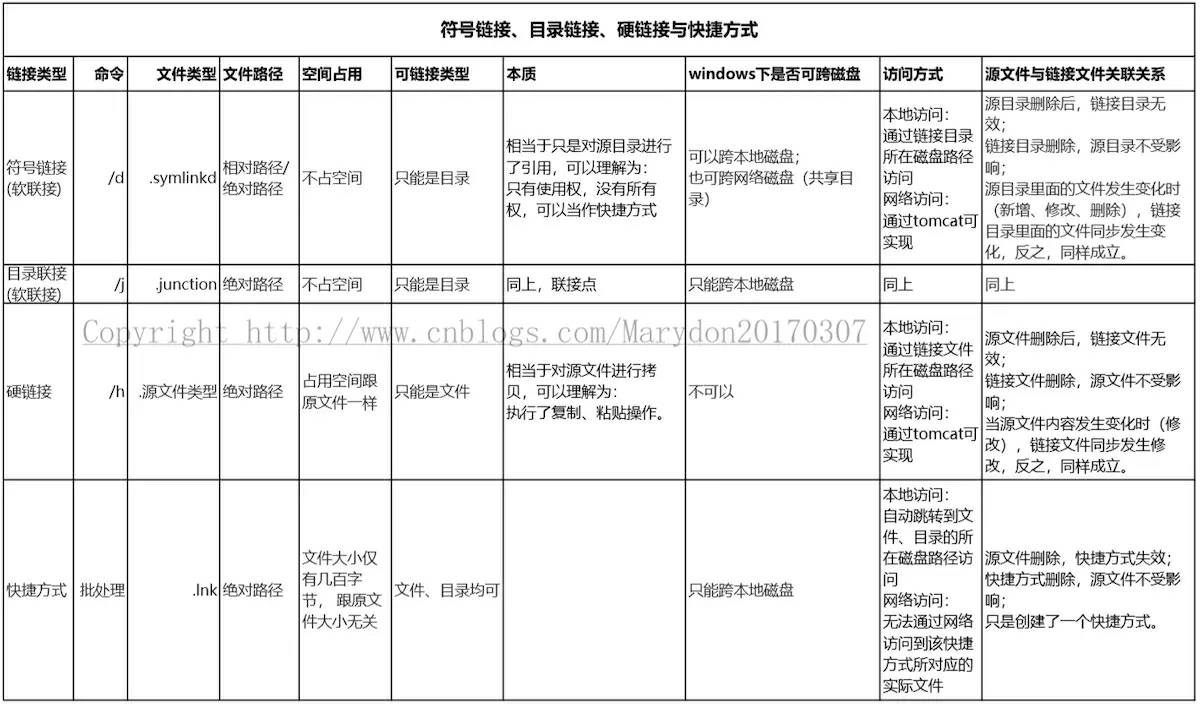 符号链接、目录链接、硬链接与快捷方式
链接类型
命令
文件类型
文件路径
空间占用
可链接类型
本质
windows下是否可跨磁盘
访问方式
源文件与链接文件关联关系
符号链接
(软联接)
/d
.symlinkd
相对路径/
绝对路径
不占空间
只能是目录
相当于只是对源目录进行
了引用，可以理解为：
只有使用权，没有所有
权，可以当作快捷方式
可以跨本地磁盘；
也可跨网络磁盘（共享目
录）
本地访问：
通过链接目录
所在磁盘路径
访问
网络访问：
通过tomcat可
实现
源目录删除后，链接目录无
效；
链接目录删除，源目录不受影
响；
源目录里面的文件发生变化时
（新增、修改、删除），链接
目录里面的文件同步发生变
化，反之，同样成立。
目录联接
(软联接)
/j
.junction
绝对路径
不占空间
只能是目录
同上，联接点
只能跨本地磁盘
同上
同上
Copyright http://www.cnblogs.com/Marydon20170307
硬链接
/h
.源文件类型
绝对路径
占用空间跟
原文件一样
只能是文件
相当于对源文件进行拷
贝，可以理解为：
执行了复制、粘贴操作。
不可以
本地访问：
通过链接文件
所在磁盘路径
访问
网络访问：
通过tomcat可
实现
源文件删除后，链接文件无
效；
链接文件删除，源文件不受影
响；
当源文件内容发生变化时（修
改），链接文件同步发生修
改，反之，同样成立。
快捷方式
批处理
.lnk
绝对路径
文件大小仅
有几百字
节， 跟原文
件大小无关
文件、目录均可
只能跨本地磁盘
本地访问：
自动跳转到文
件、目录的所
在磁盘路径访
问
网络访问：
无法通过网络
访问到该快捷
方式所对应的
实际文件
源文件删除，快捷方式失效；
快捷方式删除，源文件不受影
响；
只是创建了一个快捷方式。